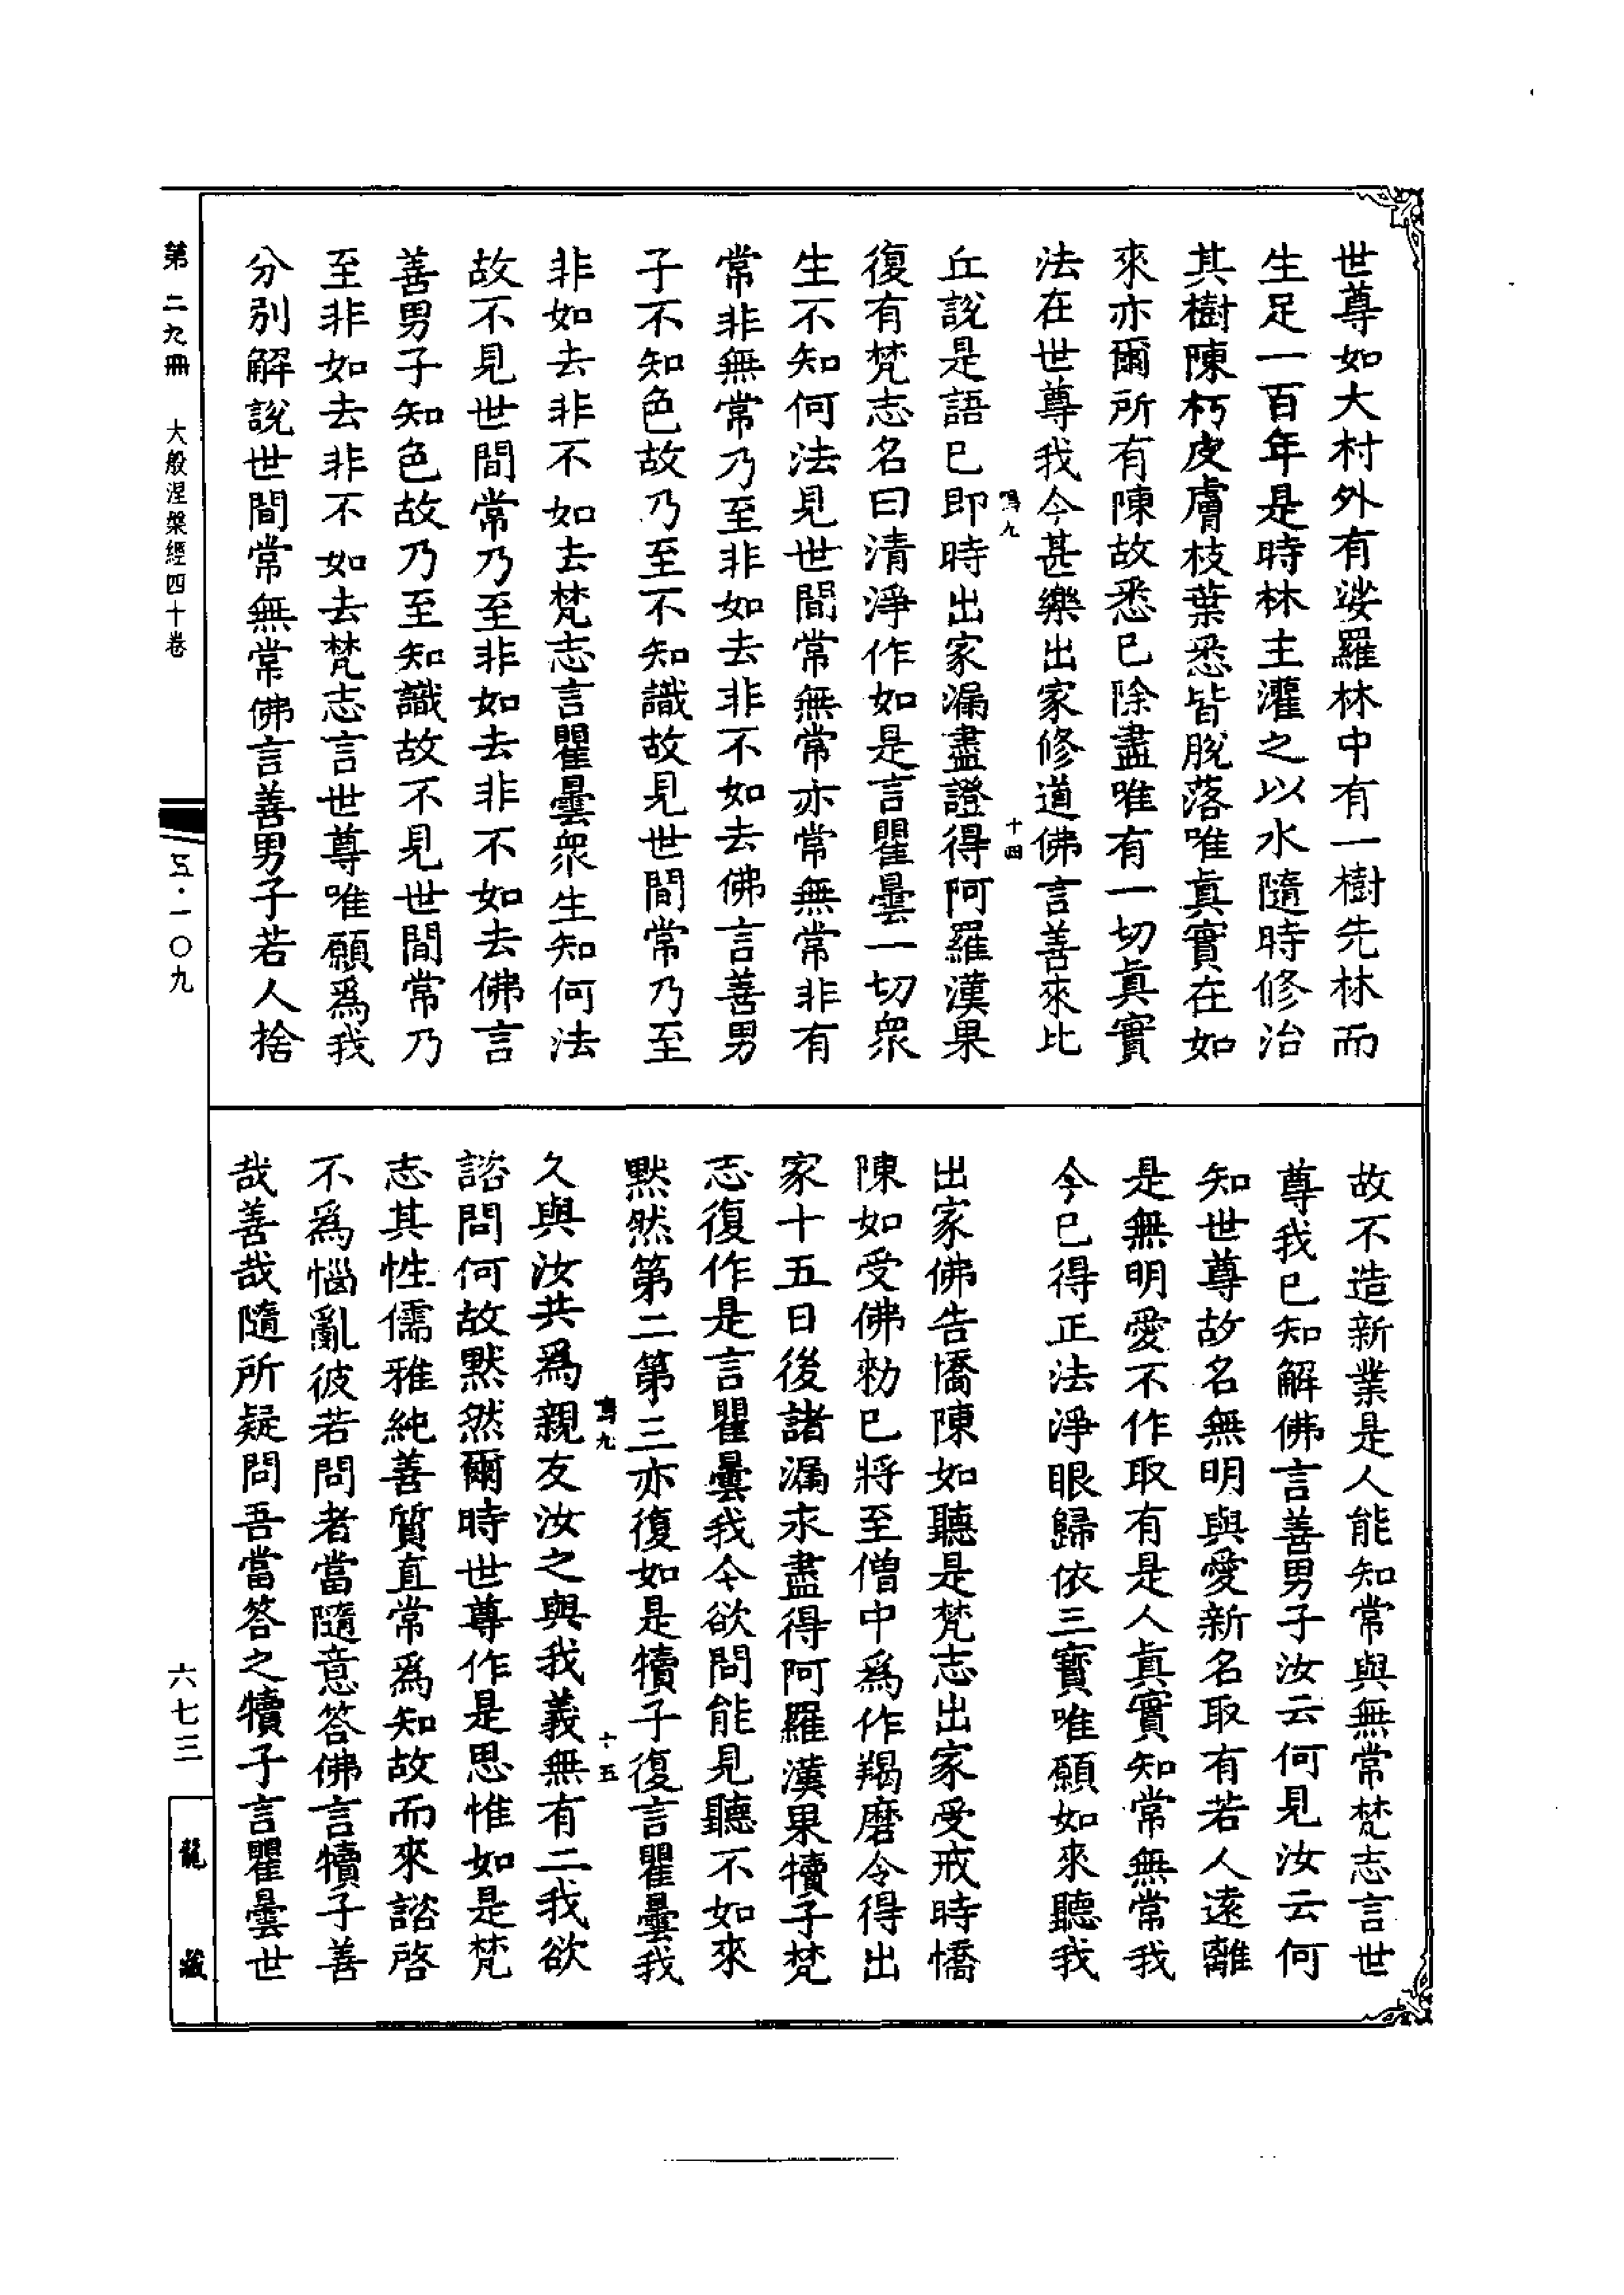 世尊如大村外有娑羅林中有一樹先林而
生足一百年是時林主灌之以水隨時修治
其樹陳朽皮膚枝葉悉皆脫落唯真實在如
來亦爾所有陳故悉已除盡唯有一切真實
法在世尊我今甚樂出家修道佛言善來比
十四
丘說是語已即時出家漏盡證得阿羅漢果
復有梵志名曰清淨作如是言瞿曇一切眾
生不知何法見世間常無常亦常無常非有
常非無常乃至非如去非不如去佛言善男
子不知色故乃至不知識故見世間常乃至
非如去非不如去梵志言瞿曇眾生知何法
故不見世間常乃至非如去非不如去佛言
善男子知色故乃至知識故不見世間常乃
至非如去非不如去梵志言世尊唯願為我
分別解說世間常無常佛言善男子若人捨
故不造新業是人能知常與無常梵志言世
尊我已知解佛言善男子汝云何見汝云何
知世尊故名無明與愛新名取有若人遠離
是無明愛不作取有是人真實知常無常我
今已得正法淨眼歸依三寶唯願如來聽我
出家佛告憍陳如聽是梵志出家受戒時憍
陳如受佛勑已將至僧中為作羯磨令得出
家十五日後諸漏永盡得阿羅漢果犢子梵
志復作是言瞿曇我今欲問能見聽不如來
默然第二第三亦復如是犢子復言瞿曇我
十五
久與汝共為親友汝之與我義無有二我欲
諮問何故默然爾時世尊作是思惟如是梵
志其性儒雅純善質直常為知故而來諮啓
不為惱亂彼若問者當隨意答佛言犢子善
哉善哉隨所疑問吾當答之犢子言瞿曇世
第二九冊 大般涅槃經四十卷
五·一〇九
六七三
龍藏